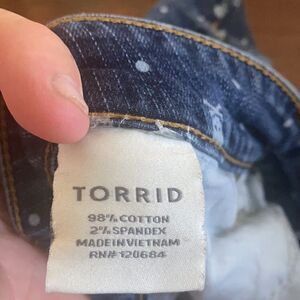 TORRID
98% COTTON
2% SPANDEX
MADE IN VIETNAM
RN# 120684